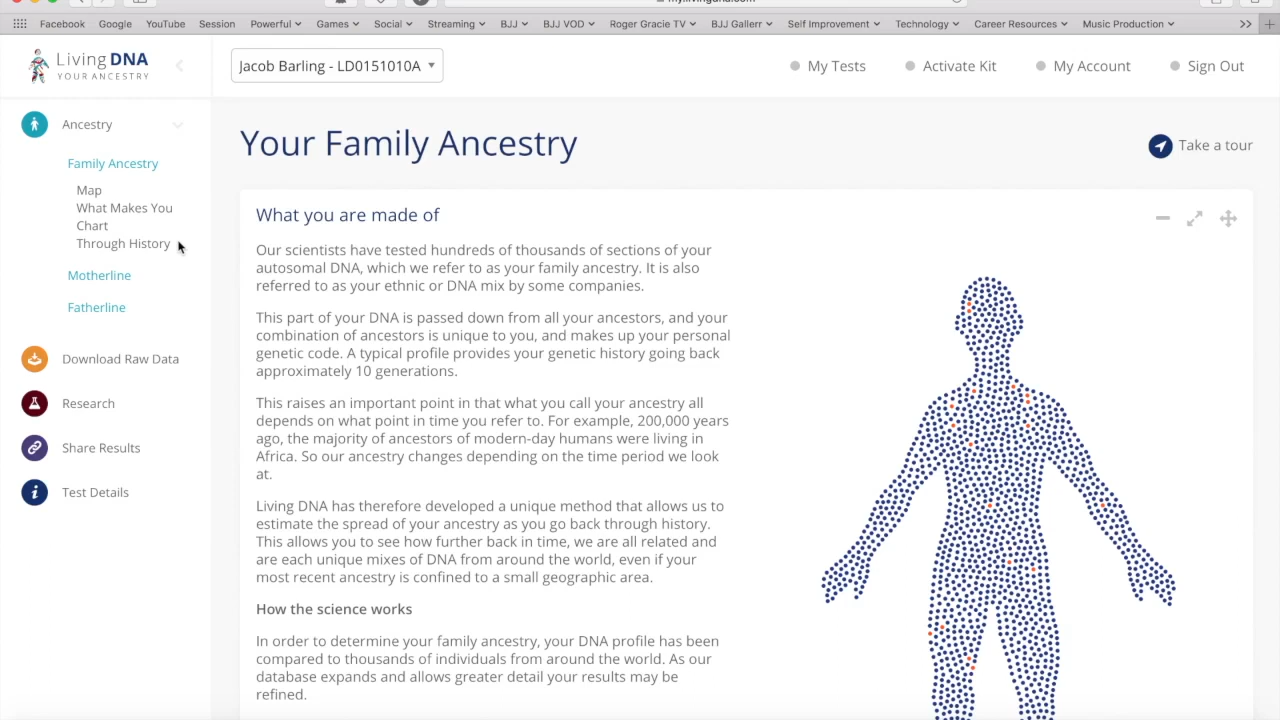 Facebook Google YouTube Session Powerful Games Social Streaming BJJ BJJ VOD Roger Gracie TV BJJ Gallerr Self Improvement Technology Career Resources Music Production
Living DNA
YOUR ANCESTRY
Jacob Barling - LD0151010A
My Tests
Activate Kit
My Account
Sign Out
Ancestry
Family Ancestry
Map
What Makes You
Chart
Through History
Motherline
Fatherline
Download Raw Data
Research
Share Results
Test Details
Your Family Ancestry
Take a tour
What you are made of
Our scientists have tested hundreds of thousands of sections of your
autosomal DNA, which we refer to as your family ancestry. It is also
referred to as your ethnic or DNA mix by some companies.
This part of your DNA is passed down from all your ancestors, and your
combination of ancestors is unique to you, and makes up your personal
genetic code. A typical profile provides your genetic history going back
approximately 10 generations.
This raises an important point in that what you call your ancestry all
depends on what point in time you refer to. For example, 200,000 years
ago, the majority of ancestors of modern-day humans were living in
Africa. So our ancestry changes depending on the time period we look
at.
Living DNA has therefore developed a unique method that allows us to
estimate the spread of your ancestry as you go back through history.
This allows you to see how further back in time, we are all related and
are each unique mixes of DNA from around the world, even if your
most recent ancestry is confined to a small geographic area.
How the science works
In order to determine your family ancestry, your DNA profile has been
compared to thousands of individuals from around the world. As our
database expands and allows greater detail your results may be
refined.